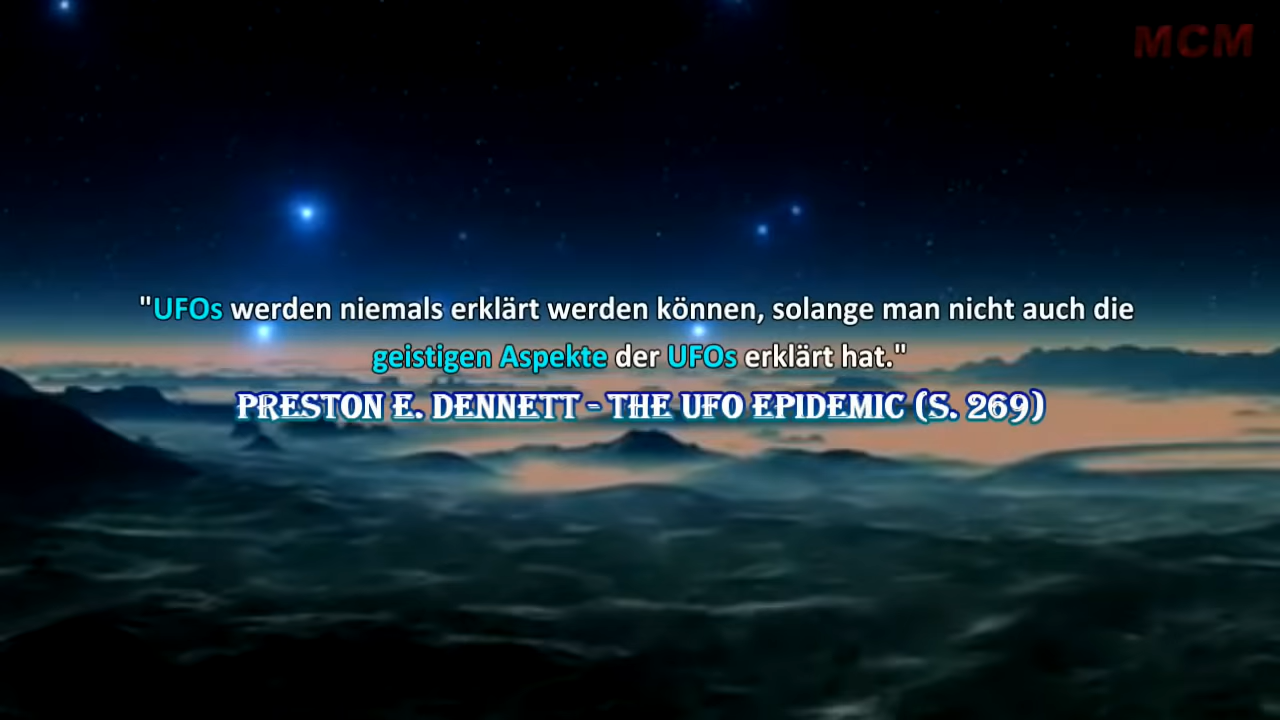 MCM
"UFOs werden niemals erklärt werden können, solange man nicht auch die
geistigen Aspekte der UFOs erklärt hat."
PRESTON E. DENNETT - THE UFO EPIDEMIC (S. 269)